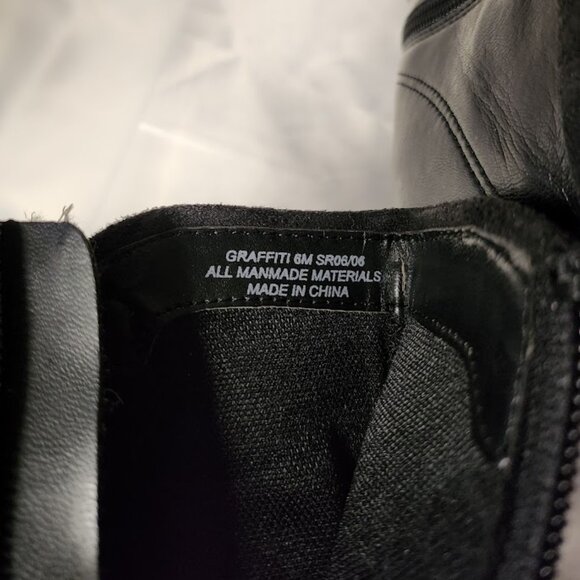 GRAFFITI 6M SR06/06
ALL MANMADE MATERIALS
MADE IN CHINA